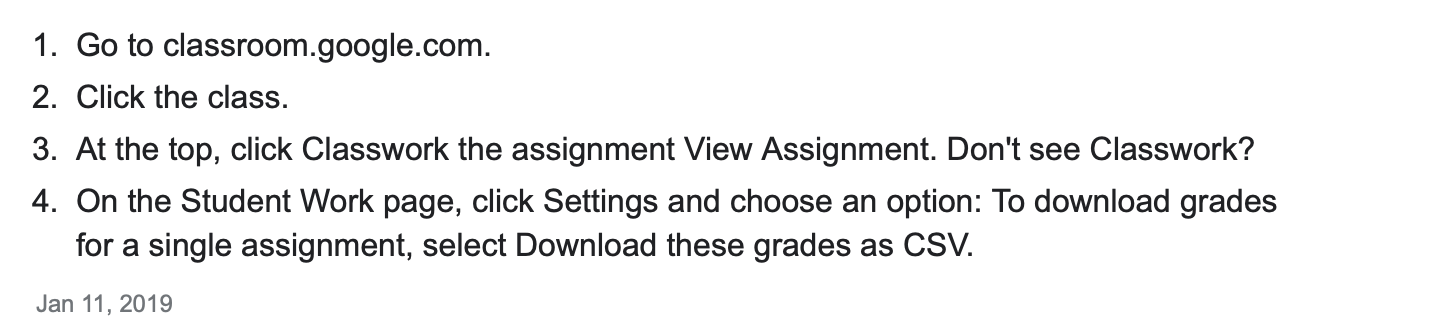 1. Go to classroom.google.com.
2. Click the class.
3. At the top, click Classwork the assignment View Assignment. Don't see Classwork?
4. On the Student Work page, click Settings and choose an option: To download grades
for a single assignment, select Download these grades as CSV.
Jan 11, 2019